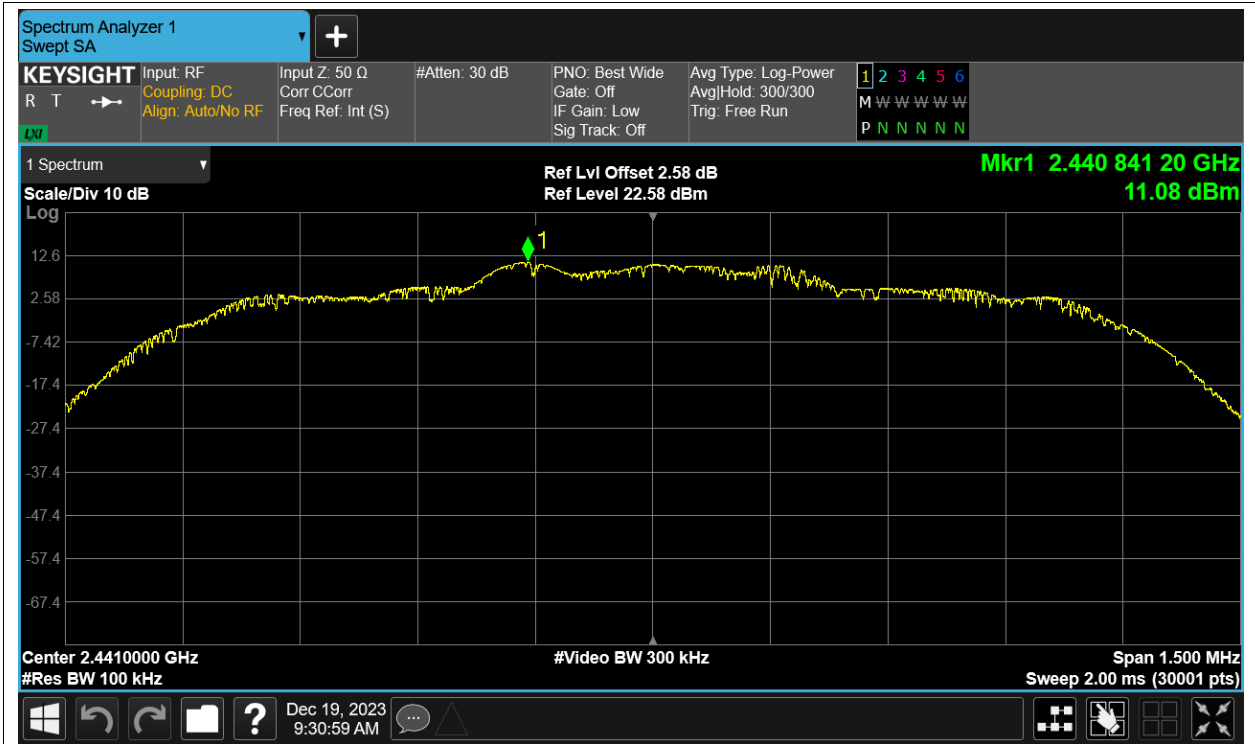 Spectrum Analyzer 1
Swept SA
+
KEYSIGHT
R T
LXI
Input: RF
Coupling: DC
Align: Auto/No RF
Input Z: 50 Ω
Corr CCorr
Freq Ref: Int (S)
#Atten: 30 dB
PNO: Best Wide
Gate: Off
IF Gain: Low
Sig Track: Off
Avg Type: Log-Power
Avg|Hold: 300/300
Trig: Free Run
1 2 3 4 5 6
M W W W W W
P N N N N N
1 Spectrum
Scale/Div 10 dB
Log
Ref Lvl Offset 2.58 dB
Ref Level 22.58 dBm
Mkr1 2.440 841 20 GHz
11.08 dBm
1
12.6
2.58
-7.42
-17.4
-27.4
-37.4
-47.4
-57.4
-67.4
Center 2.4410000 GHz
#Res BW 100 kHz
#Video BW 300 kHz
Span 1.500 MHz
Sweep 2.00 ms (30001 pts)
?
Dec 19, 2023
9:30:59 AM